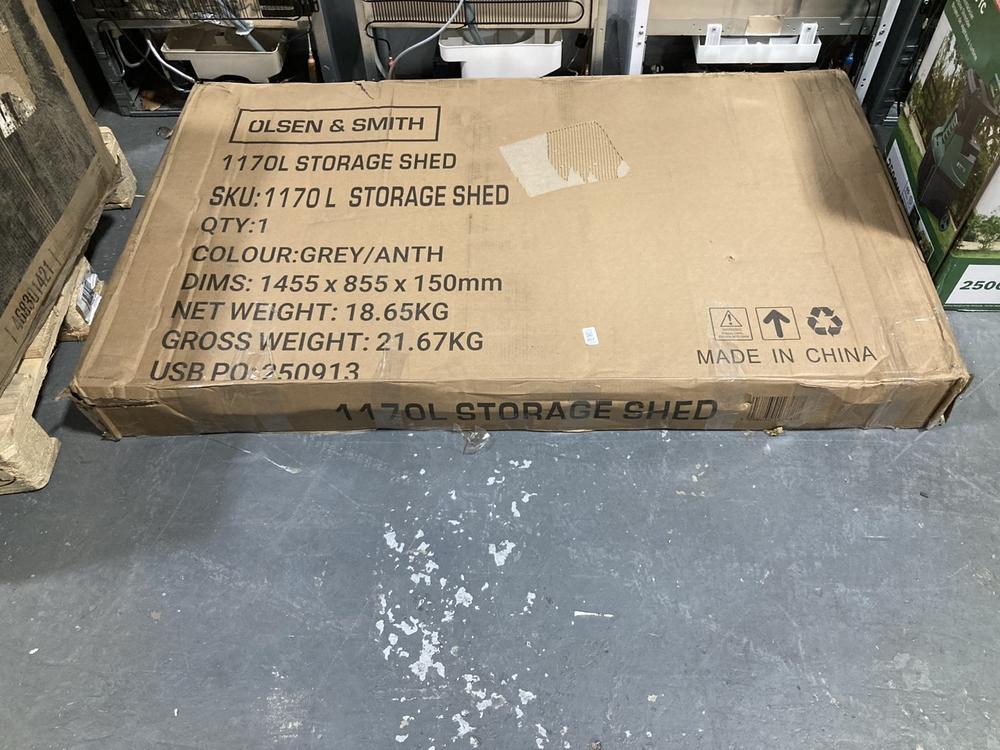 OLSEN & SMITH
1170L STORAGE SHED
SKU:1170 L STORAGE SHED
QTY:1
COLOUR:GREY/ANTH
DIMS: 1455 x 855 x 150mm
NET WEIGHT: 18.65KG
GROSS WEIGHT: 21.67KG
USB PO:250913
MADE IN CHINA
1170L STORAGE SHED